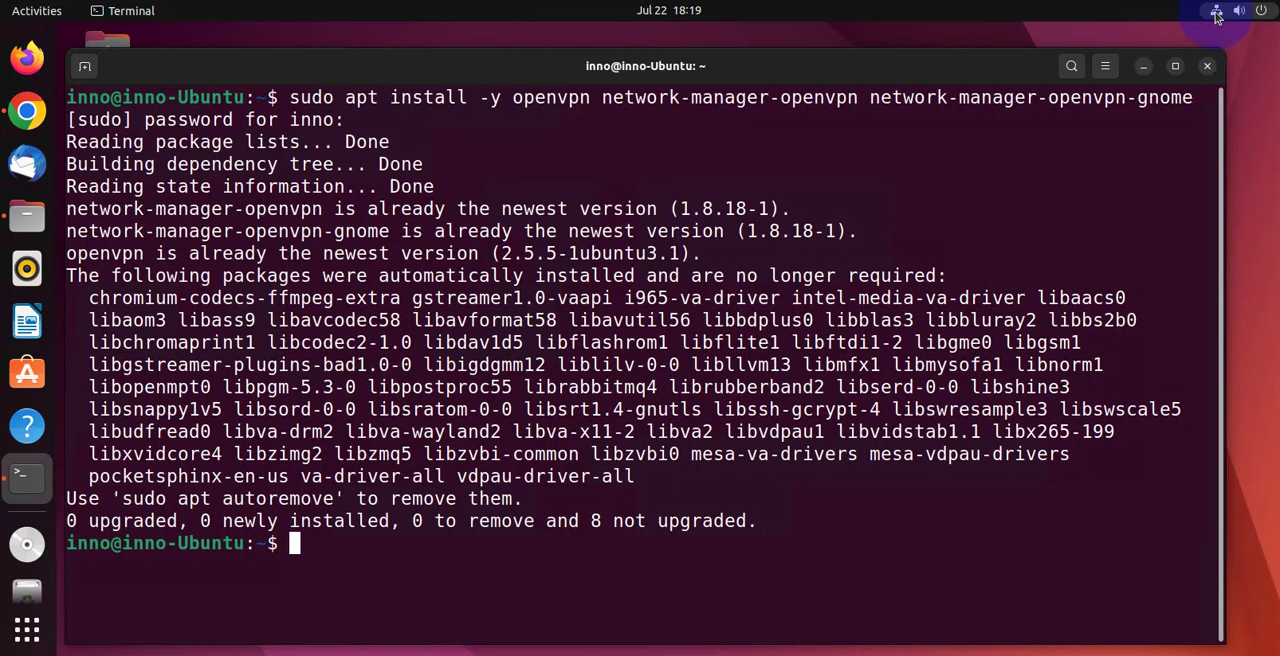 Activities
Terminal
Jul 22 18:19
inno@inno-Ubuntu: ~
inno@inno-Ubuntu:~$ sudo apt install -y openvpn network-manager-openvpn network-manager-openvpn-gnome
[sudo] password for inno:
Reading package lists... Done
Building dependency tree... Done
Reading state information... Done
network-manager-openvpn is already the newest version (1.8.18-1).
network-manager-openvpn-gnome is already the newest version (1.8.18-1).
openvpn is already the newest version (2.5.5-1ubuntu3.1).
The following packages were automatically installed and are no longer required:
chromium-codecs-ffmpeg-extra gstreamer1.0-vaapi i965-va-driver intel-media-va-driver libaacs0
libaom3 libass9 libavcodec58 libavformat58 libavutil56 libbdplus0 libblas3 libbluray2 libbs2b0
libchromaprint1 libcodec2-1.0 libdav1d5 libflashrom1 libflite1 libftdi1-2 libgme0 libgsm1
libgstreamer-plugins-bad1.0-0 libigdgmm12 liblilv-0-0 libllvm13 libmfx1 libmysofa1 libnorm1
libopenmpt0 libpgm-5.3-0 libpostproc55 librabbitmq4 librubberband2 libserd-0-0 libshine3
libsnappy1v5 libsord-0-0 libsratom-0-0 libsrt1.4-gnutls libssh-gcrypt-4 libswresample3 libswscale5
libudfread0 libva-drm2 libva-wayland2 libva-x11-2 libva2 libvdpau1 libvidstab1.1 libx265-199
libxvidcore4 libzimg2 libzmq5 libzvbi-common libzvbi0 mesa-va-drivers mesa-vdpau-drivers
pocketsphinx-en-us va-driver-all vdpau-driver-all
Use 'sudo apt autoremove' to remove them.
0 upgraded, 0 newly installed, 0 to remove and 8 not upgraded.
inno@inno-Ubuntu:~$